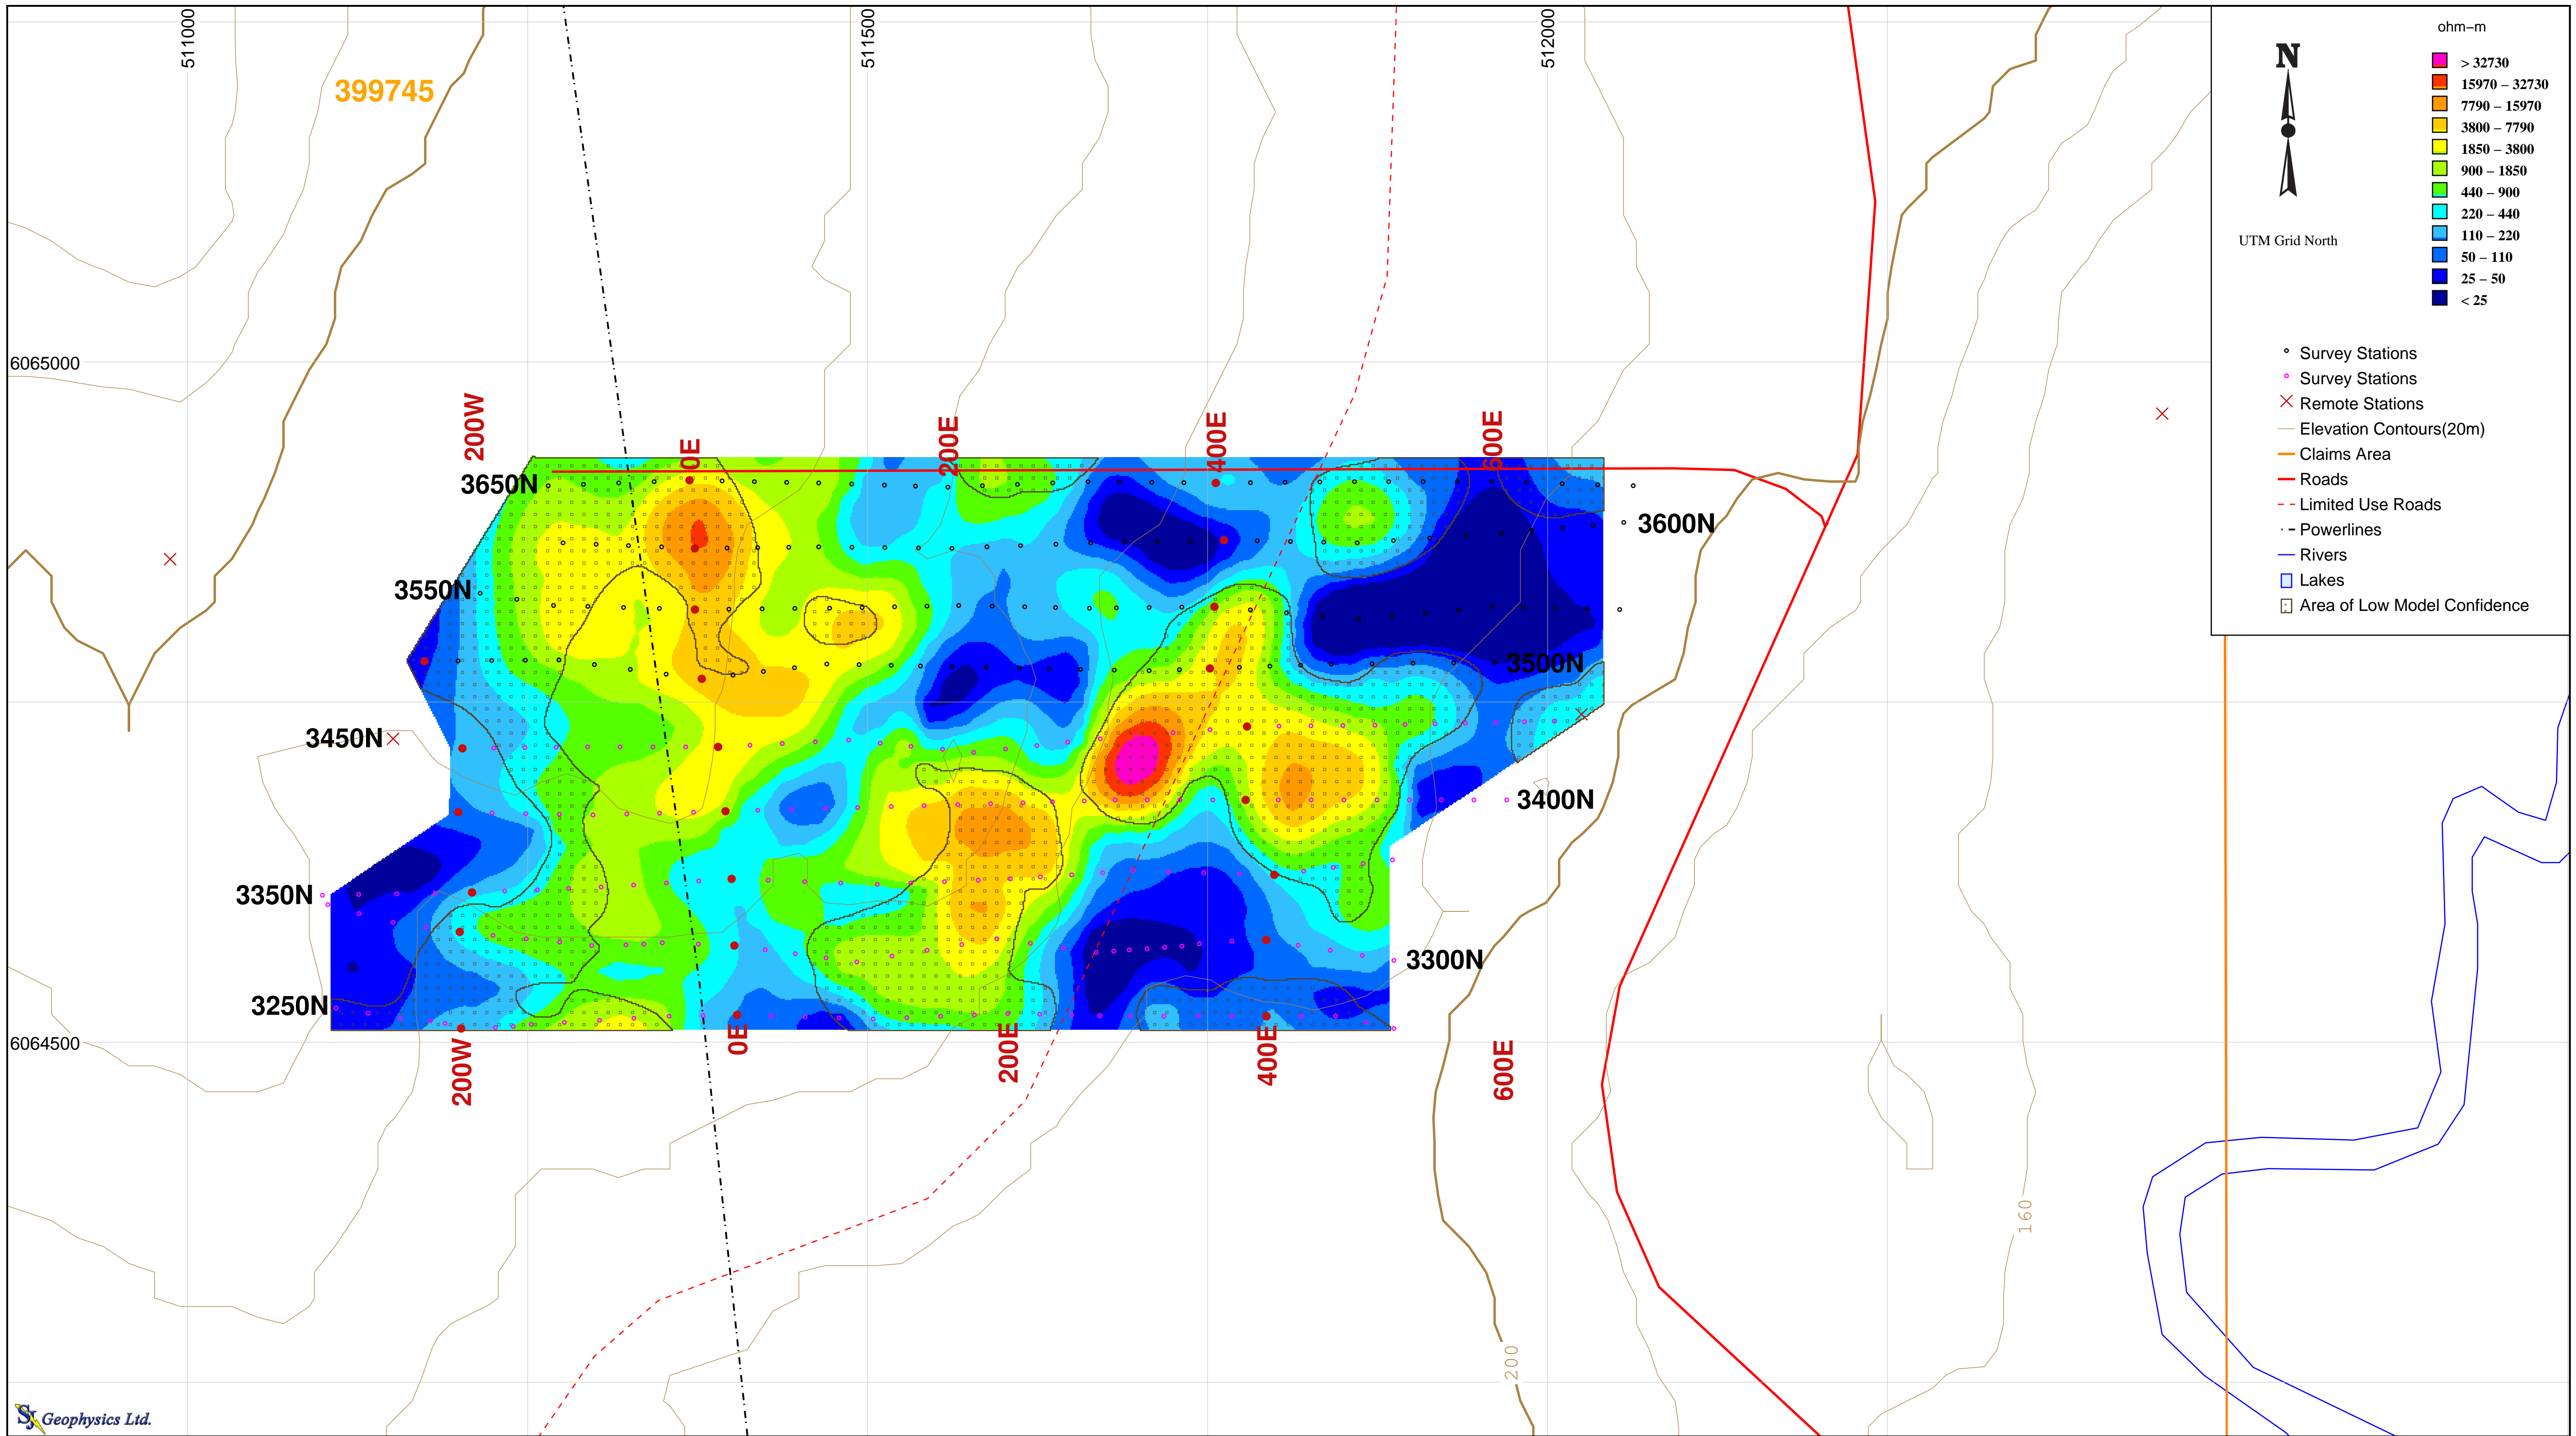 511000
511500
512000
399745
6065000
6064500
200W
0E
200E
400E
600E
3650N
3600N
3550N
3500N
3450N
3400N
3350N
3300N
3250N
200W
0E
200E
400E
600E
160
200
N
UTM Grid North
ohm–m
> 32730
15970 – 32730
7790 – 15970
3800 – 7790
1850 – 3800
900 – 1850
440 – 900
220 – 440
110 – 220
50 – 110
25 – 50
< 25
Survey Stations
Survey Stations
Remote Stations
Elevation Contours(20m)
Claims Area
Roads
Limited Use Roads
Powerlines
Rivers
Lakes
Area of Low Model Confidence
SJ Geophysics Ltd.